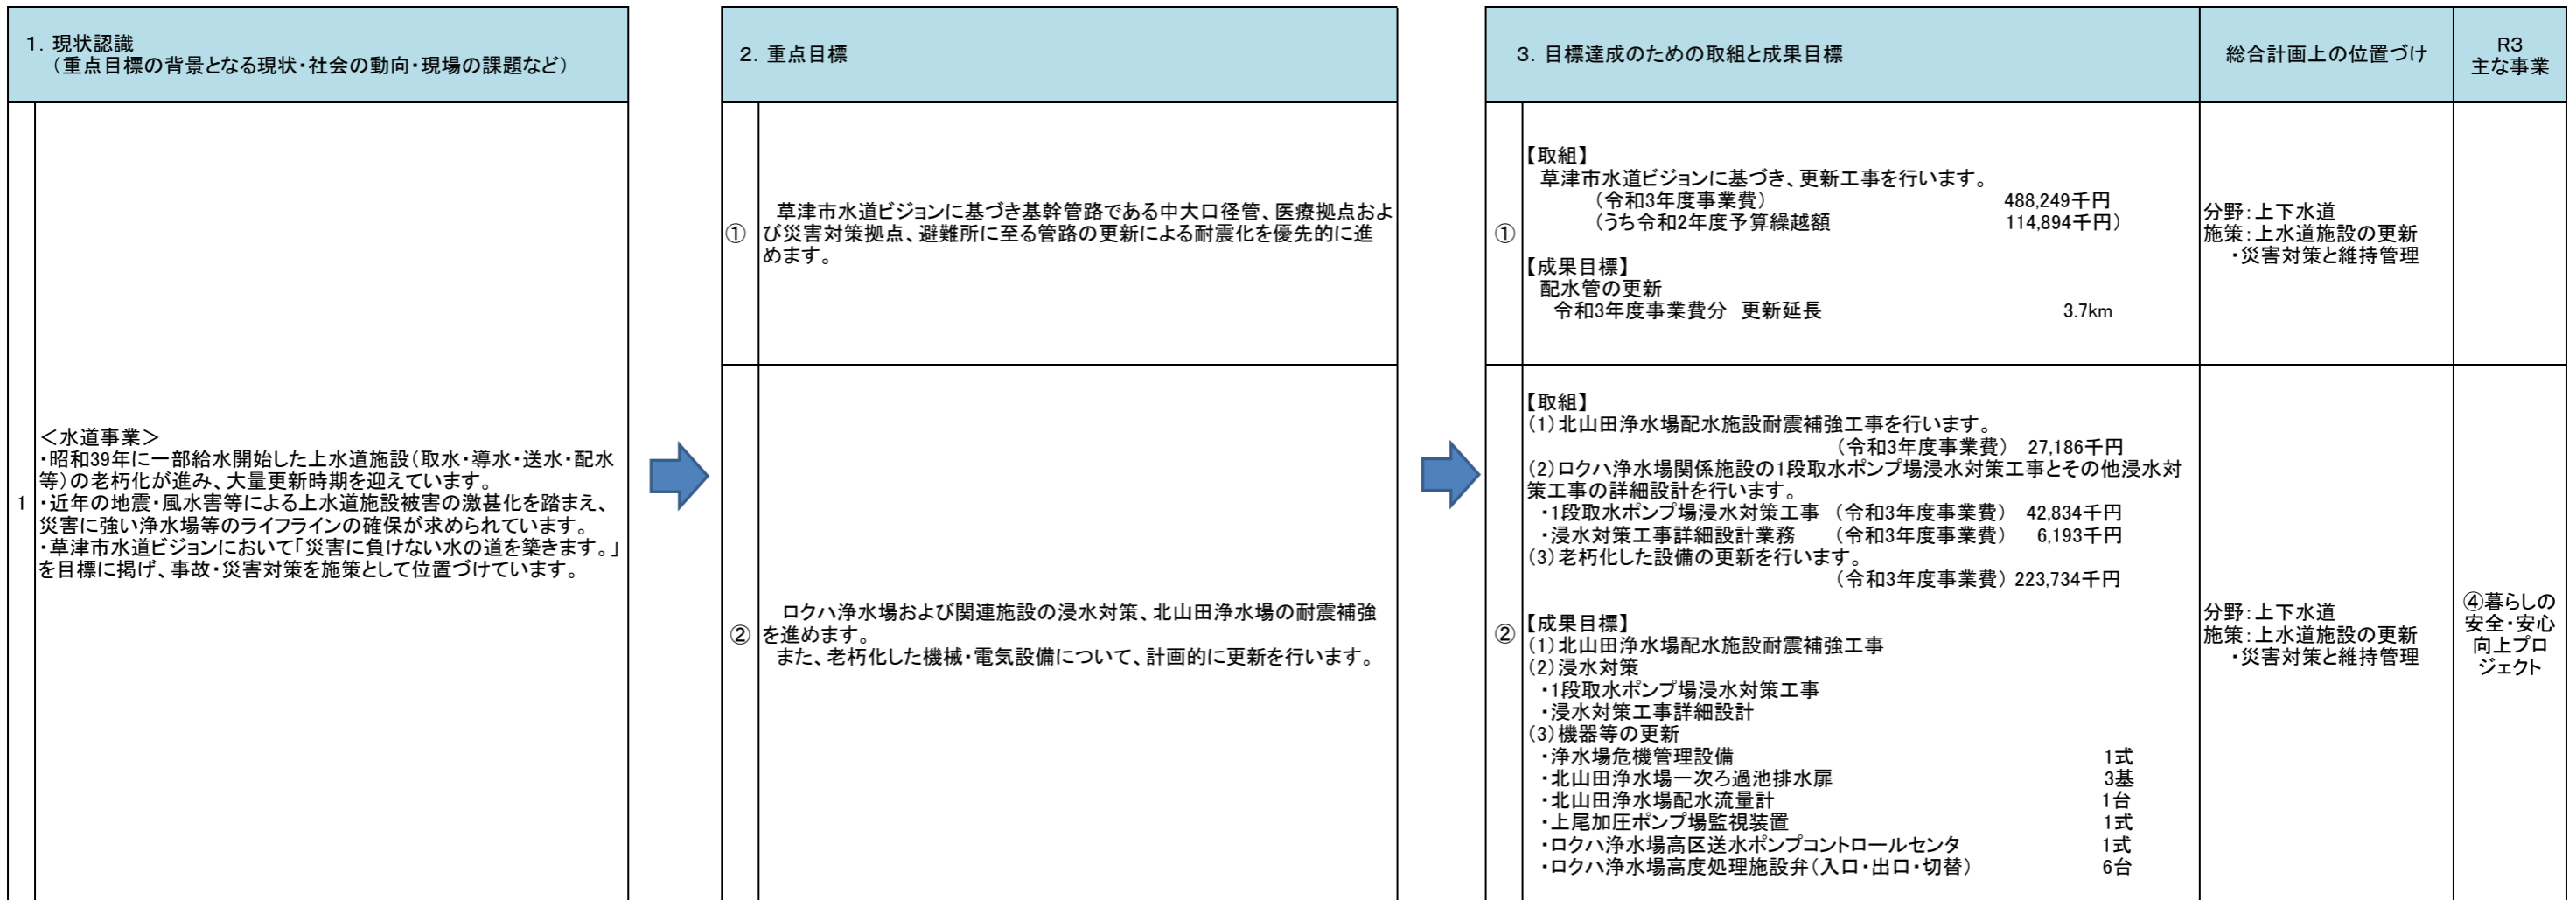 1. 現状認識
（重点目標の背景となる現状・社会の動向・現場の課題など）
1
＜水道事業＞
・昭和39年に一部給水開始した上水道施設（取水・導水・送水・配水
等）の老朽化が進み、大量更新時期を迎えています。
・近年の地震・風水害等による上水道施設被害の激基化を踏まえ、
災害に強い浄水場等のライフラインの確保が求められています。
・草津市水道ビジョンにおいて「災害に負けない水の道を築きます。」
を目標に掲げ、事故・災害対策を施策として位置づけています。
2. 重点目標
①
草津市水道ビジョンに基づき基幹管路である中大口径管、医療拠点およ
び災害対策拠点、避難所に至る管路の更新による耐震化を優先的に進
めます。
②
ロクハ浄水場および関連施設の浸水対策、北山田浄水場の耐震補強
を進めます。
また、老朽化した機械・電気設備について、計画的に更新を行います。
3. 目標達成のための取組と成果目標
総合計画上の位置づけ
R3
主な事業
①
【取組】
草津市水道ビジョンに基づき、更新工事を行います。
（令和3年度事業費） 488,249千円
（うち令和2年度予算繰越額 114,894千円）
【成果目標】
配水管の更新
令和3年度事業費分 更新延長 3.7km
分野：上下水道
施策：上水道施設の更新
・災害対策と維持管理
②
【取組】
（1）北山田浄水場配水施設耐震補強工事を行います。
（令和3年度事業費） 27,186千円
（2）ロクハ浄水場関係施設の1段取水ポンプ場浸水対策工事とその他浸水対
策工事の詳細設計を行います。
・1段取水ポンプ場浸水対策工事 （令和3年度事業費） 42,834千円
・浸水対策工事詳細設計業務 （令和3年度事業費） 6,193千円
（3）老朽化した設備の更新を行います。
（令和3年度事業費） 223,734千円
【成果目標】
（1）北山田浄水場配水施設耐震補強工事
（2）浸水対策
・1段取水ポンプ場浸水対策工事
・浸水対策工事詳細設計
（3）機器等の更新
・浄水場危機管理設備 1式
・北山田浄水場一次ろ過池排水扉 3基
・北山田浄水場配水流量計 1台
・上尾加圧ポンプ場監視装置 1式
・ロクハ浄水場高区送水ポンプコントロールセンタ 1式
・ロクハ浄水場高度処理施設弁（入口・出口・切替） 6台
分野：上下水道
施策：上水道施設の更新
・災害対策と維持管理
④暮らしの
安全・安心
向上プロ
ジェクト